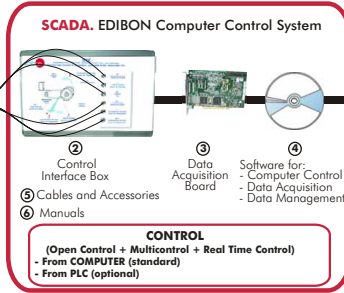 SCADA. EDIBON Computer Control System
② ③ ④
Control
Interface Box
Data
Acquisition
Board
Software for:
- Computer Control
- Data Acquisition
- Data Management
⑤ Cables and Accessories
⑥ Manuals
CONTROL
(Open Control + Multicontrol + Real Time Control)
- From COMPUTER (standard)
- From PLC (optional)